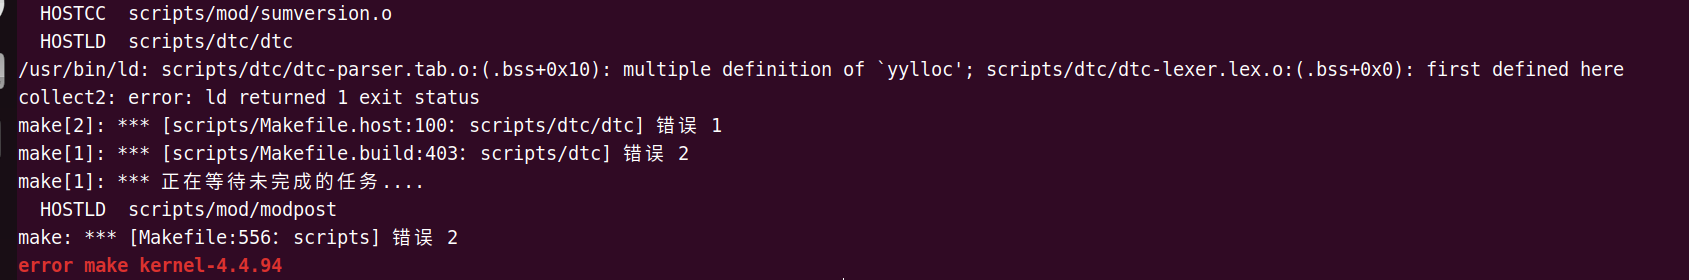 HOSTCC  scripts/mod/sumversion.o
HOSTLD  scripts/dtc/dtc
/usr/bin/ld: scripts/dtc/dtc-parser.tab.o:(.bss+0x10): multiple definition of `yylloc'; scripts/dtc/dtc-lexer.lex.o:(.bss+0x0): first defined here
collect2: error: ld returned 1 exit status
make[2]: *** [scripts/Makefile.host:100：scripts/dtc/dtc] 错误 1
make[1]: *** [scripts/Makefile.build:403：scripts/dtc] 错误 2
make[1]: *** 正在等待未完成的任务....
HOSTLD  scripts/mod/modpost
make: *** [Makefile:556：scripts] 错误 2
error make kernel-4.4.94